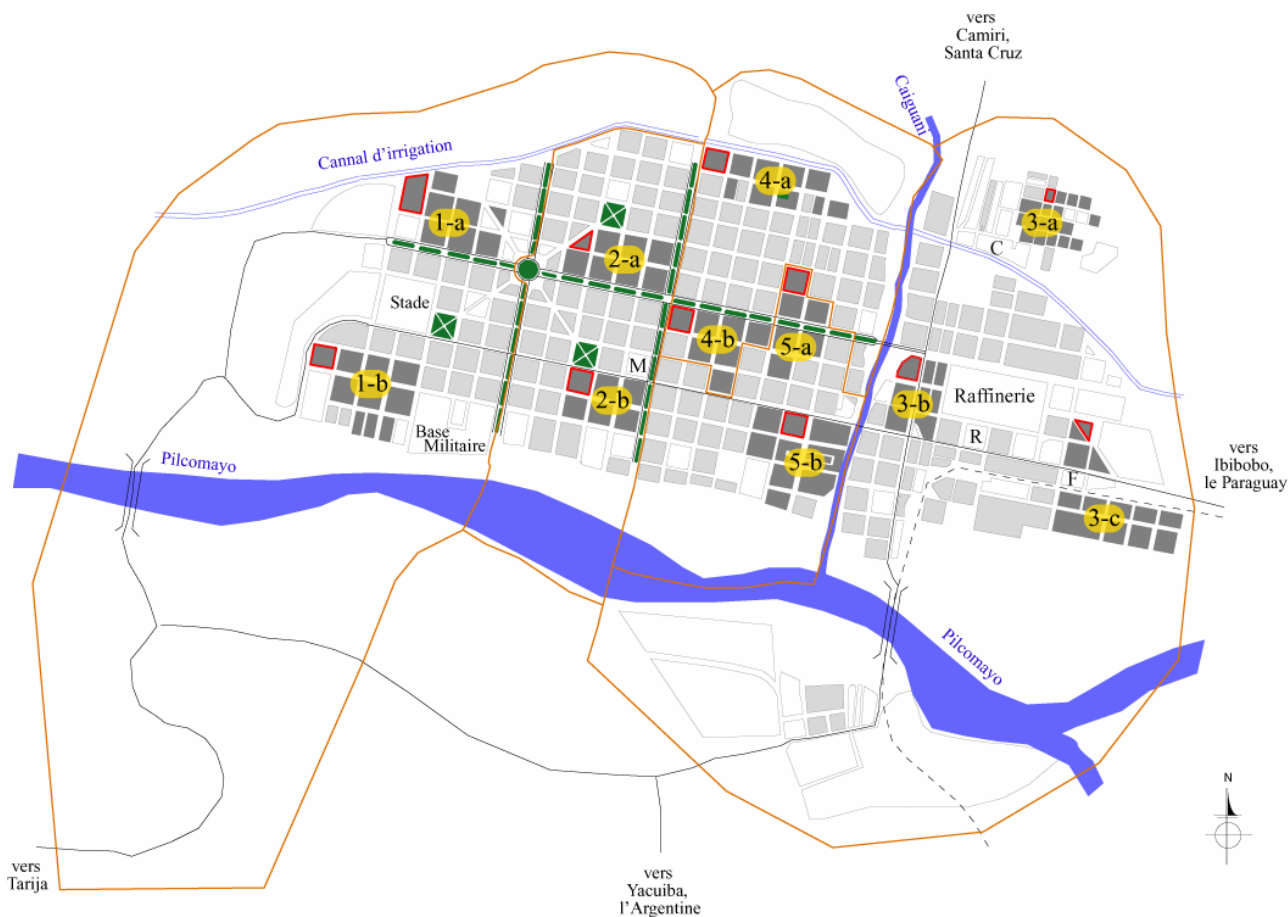 vers
Camiri,
Santa Cruz
Caiguani
Cannal d'irrigation
4-a
1-a
3-a
C
2-a
Stade
4-b
5-a
M
1-b
2-b
3-b
Raffinerie
Base
Militaire
R
5-b
Pilcomayo
F
vers
Ibibobo,
le Paraguay
3-c
Pilcomayo
N
vers
Tarija
vers
Yacuiba,
l'Argentine